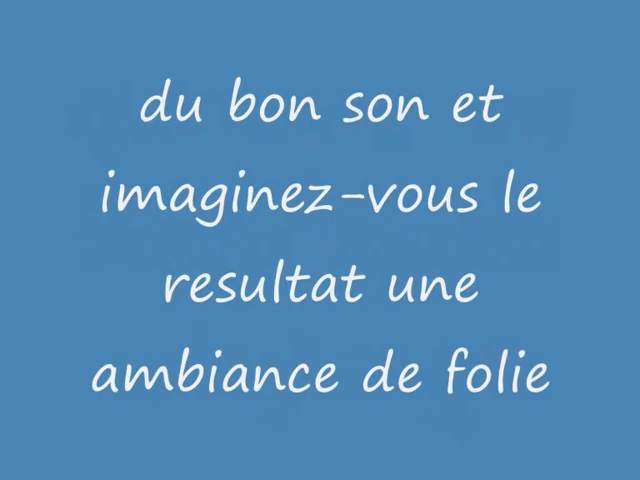 du bon son et
imaginez-vous le
resultat une
ambiance de folie